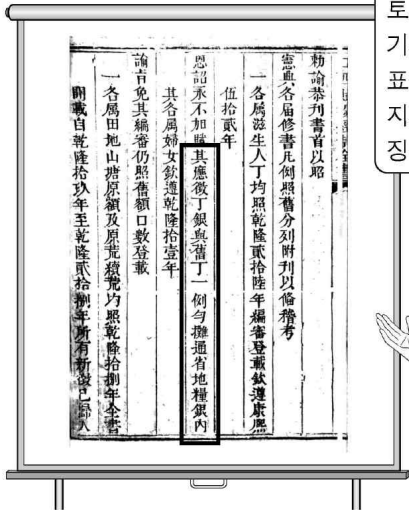 토
기
표
지
징
勅諭恭刊書首以昭
憲典各屆修書凡例照舊分列附刊以備稽考
一各屬滋生人丁均照乾隆貳拾陸年編審登載欽遵康熙
伍拾貳年
恩詔永不加賦其應徵丁銀與舊丁一例勻攤通省地糧銀內
其各屬婦女欽遵乾隆拾壹年
諭旨免其編審仍照舊額口數登載
一各屬田地山塘原額及原荒續荒均照乾隆拾捌年全書
開載自乾隆拾玖年至乾隆貳拾捌年所有新墾已歸入